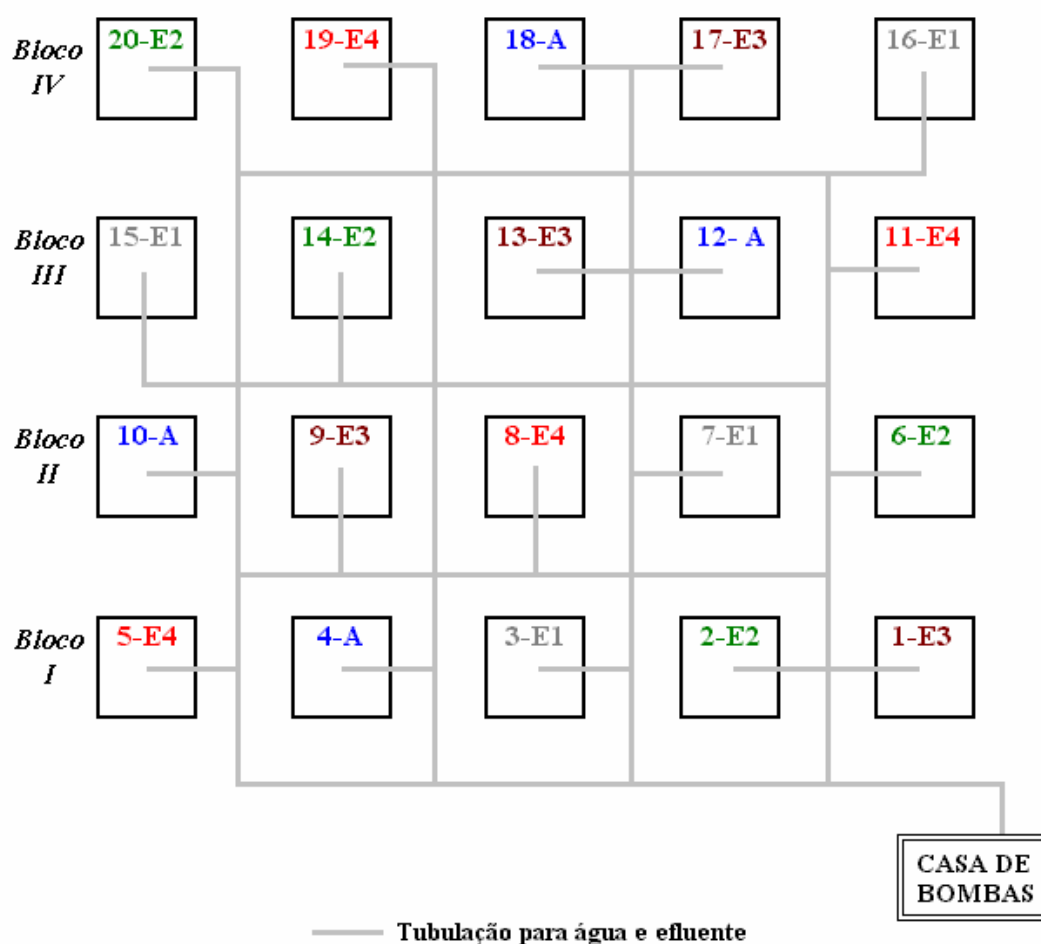 Bloco IV
20-E2
19-E4
18-A
17-E3
16-E1
Bloco III
15-E1
14-E2
13-E3
12- A
11-E4
Bloco II
10-A
9-E3
8-E4
7-E1
6-E2
Bloco I
5-E4
4-A
3-E1
2-E2
1-E3
CASA DE
BOMBAS
Tubulação para água e efluente